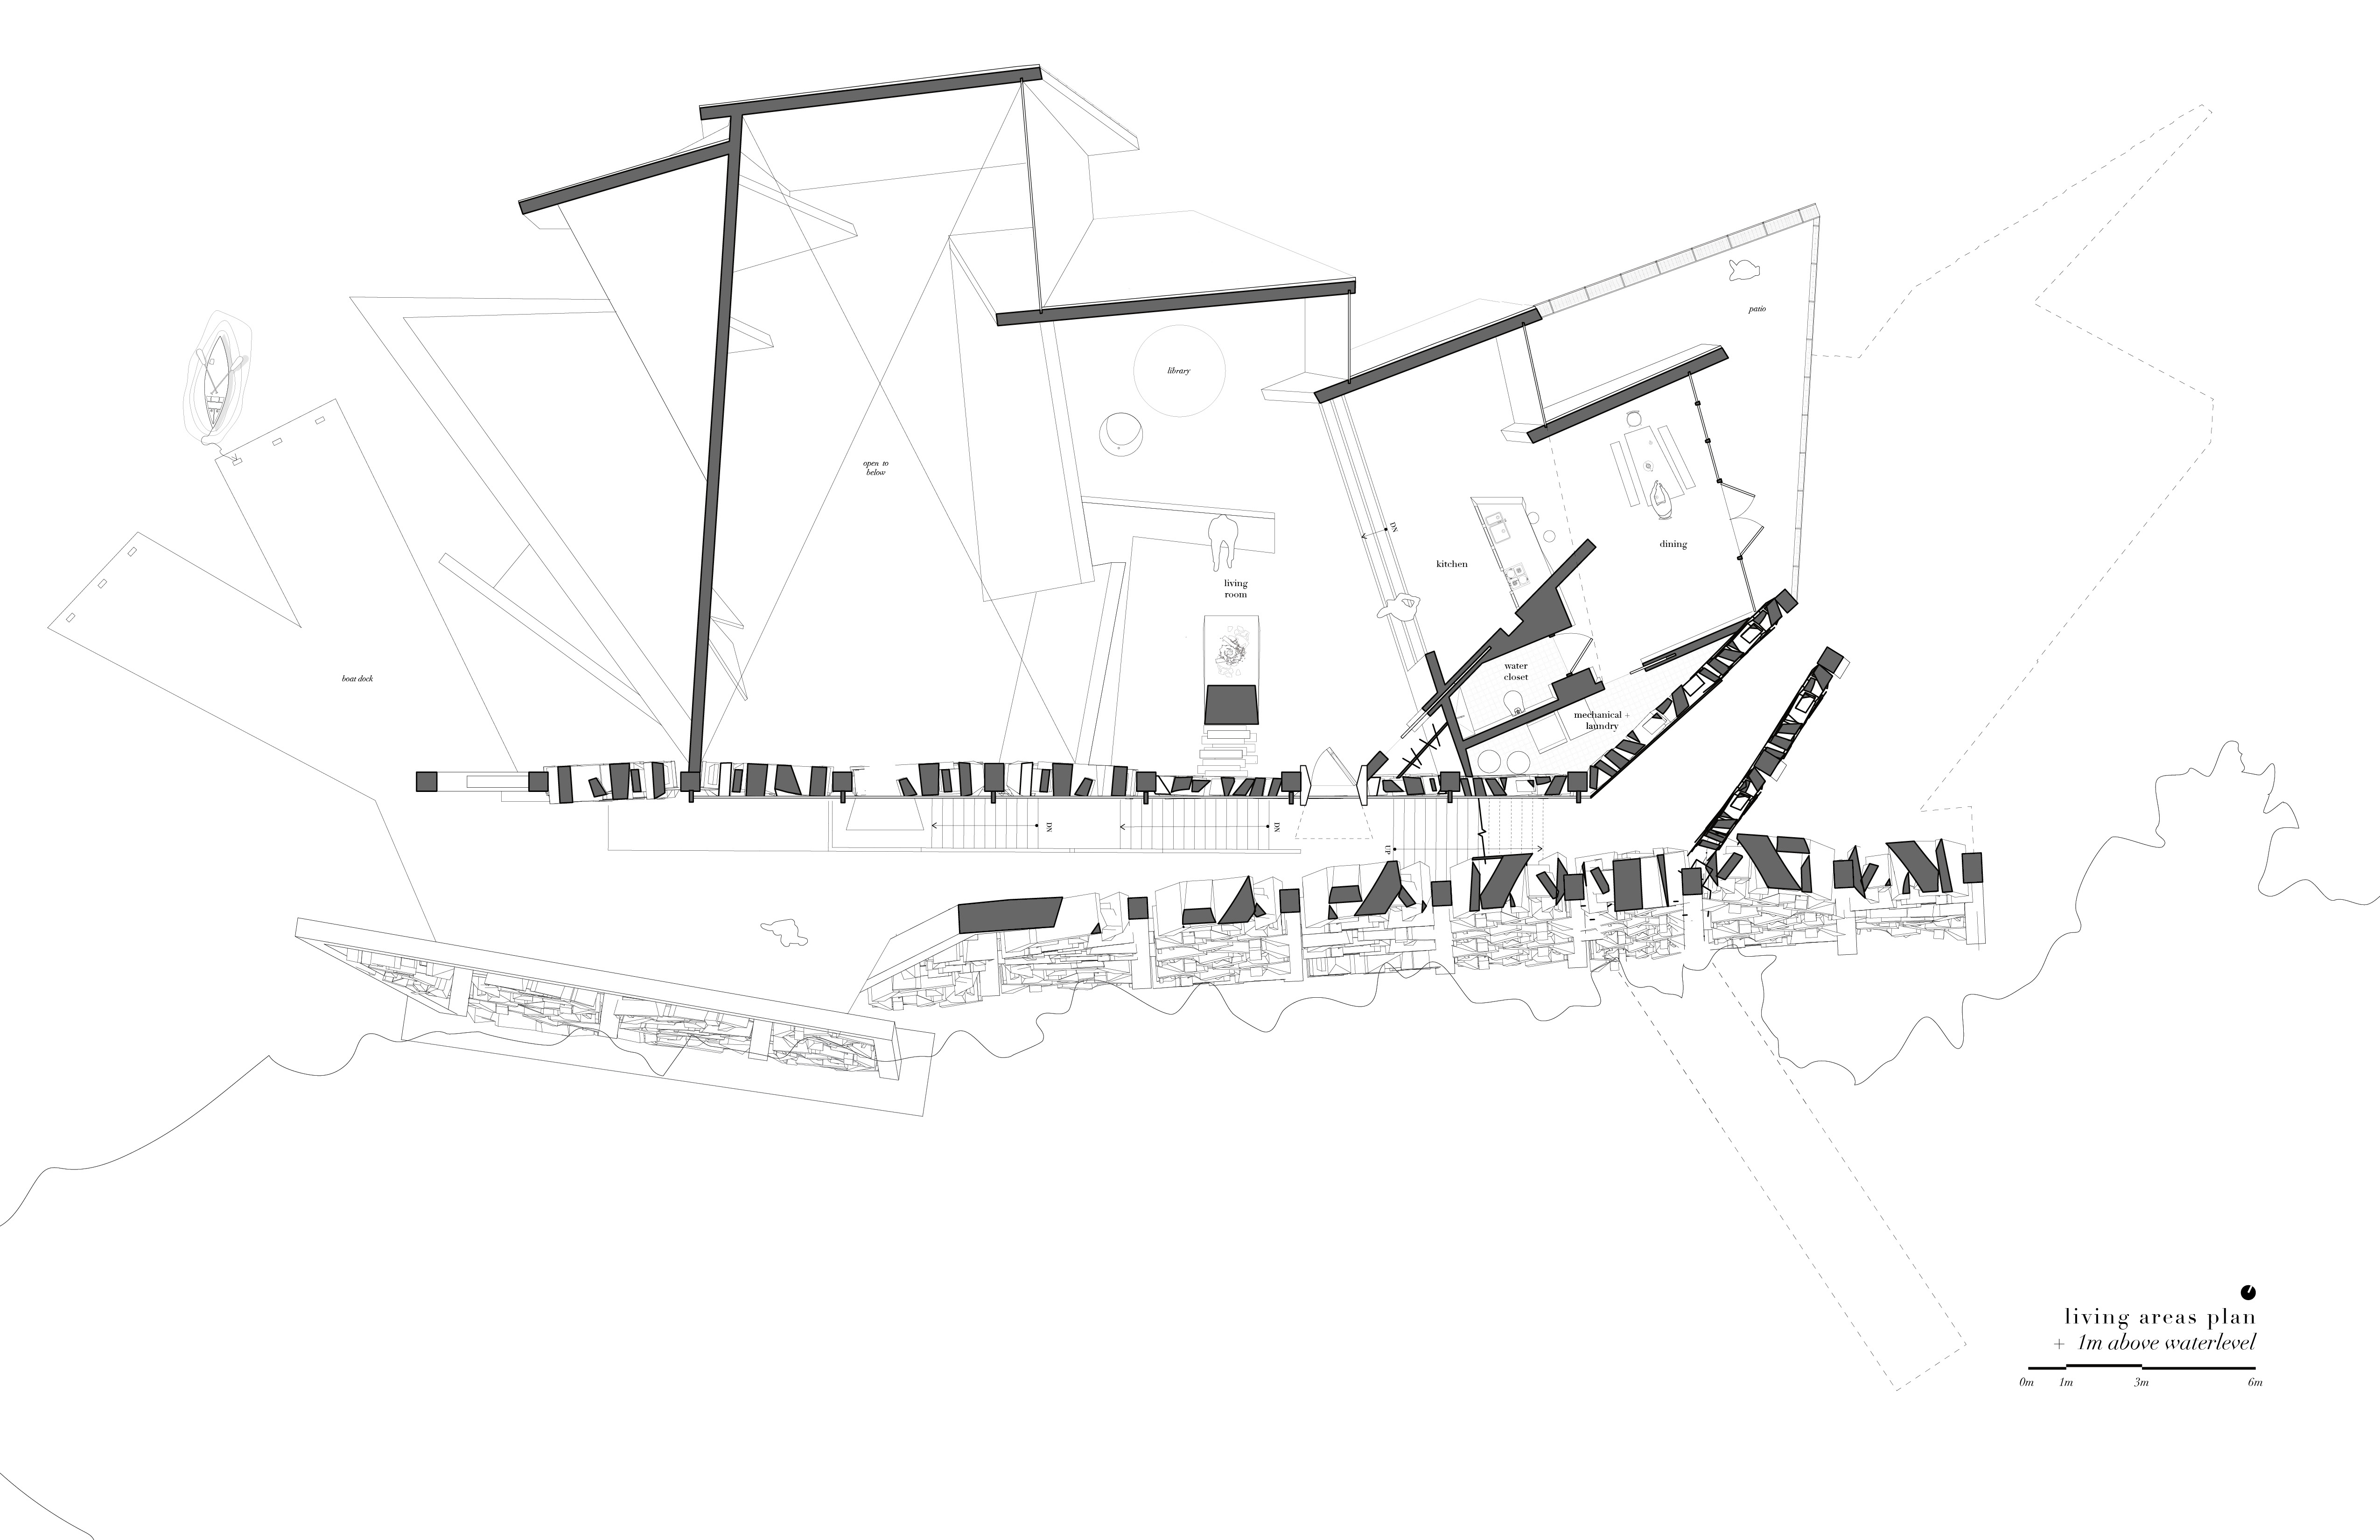 patio
library
open to
below
DN
dining
kitchen
living
room
water
closet
boat dock
mechanical +
laundry
DN
DN
UP
living areas plan
+ 1m above waterlevel
0m 1m 3m 6m